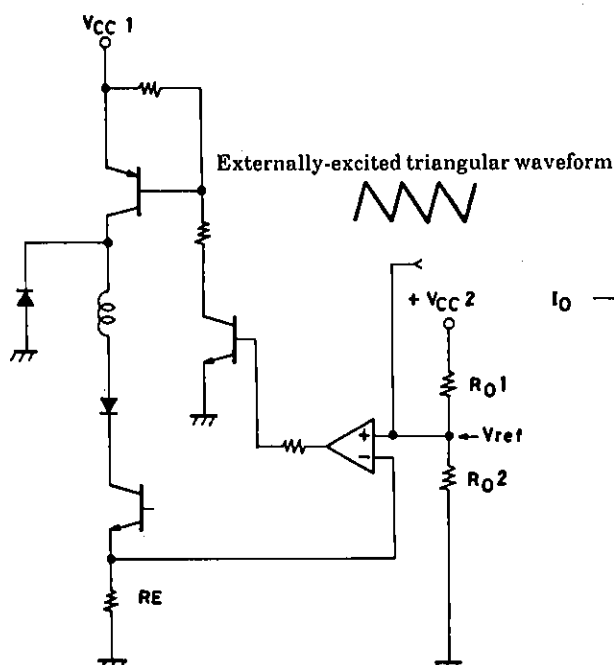 VCC 1
Externally-excited triangular waveform
+ VCC 2
IO
RO1
+
Vref
−
RO2
RE